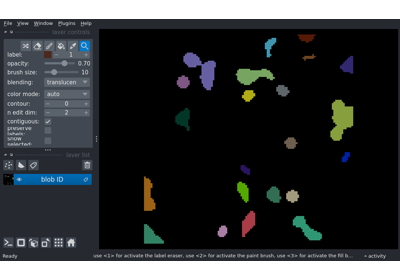 File View Window Plugins Help
layer controls
label: 1
opacity: 0.70
brush size: 10
blending: translucen
color mode: auto
contour: 0
n edit dim: 2
contiguous:
preserve
labels:
show
selected:
layer list
blob ID
Ready use <1> for activate the label eraser, use <2> for activate the paint brush, use <3> for activate the fill b... activity